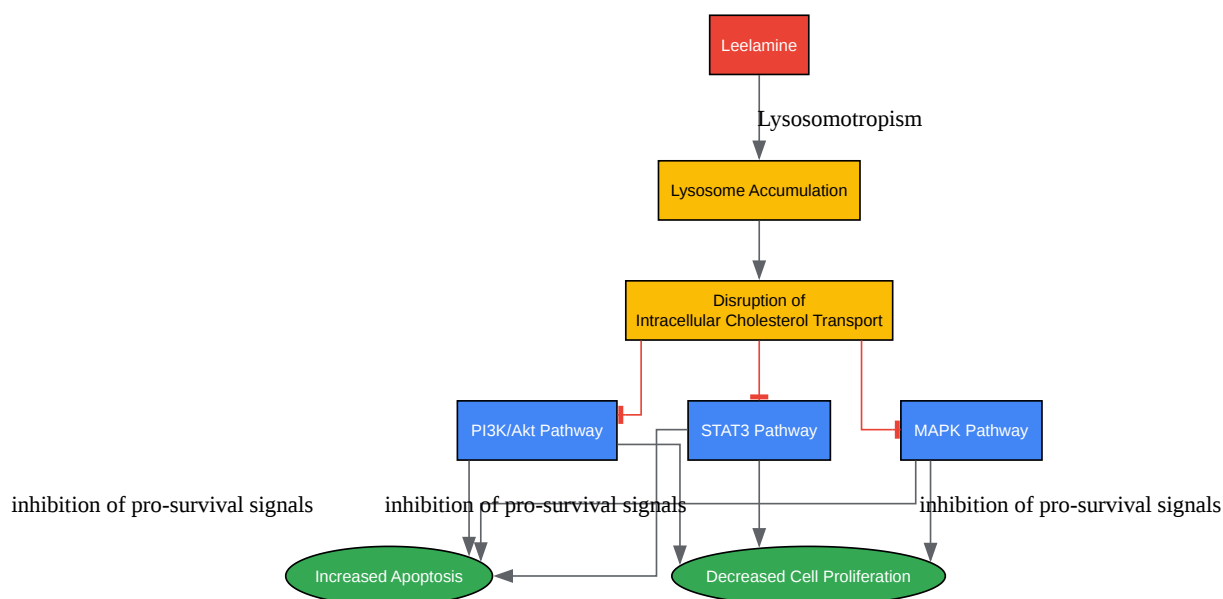 Leelamine
Lysosomotropism
Lysosome Accumulation
Disruption of
Intracellular Cholesterol Transport
PI3K/Akt Pathway
STAT3 Pathway
MAPK Pathway
inhibition of pro-survival signals
inhibition of pro-survival signals
inhibition of pro-survival signals
Increased Apoptosis
Decreased Cell Proliferation